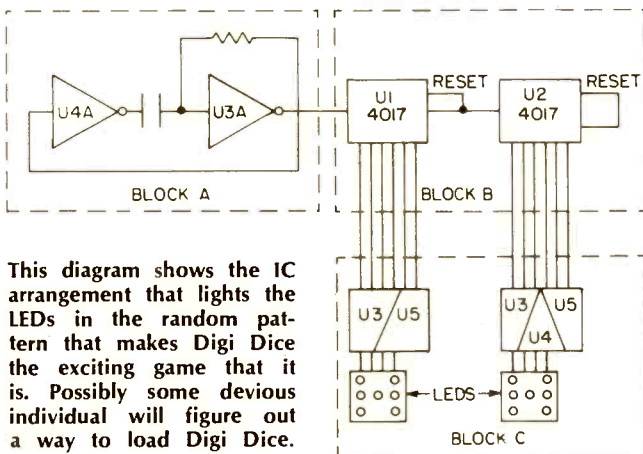 U4A
U3A
BLOCK A
U1
4017
RESET
U2
4017
RESET
BLOCK B
This diagram shows the IC
arrangement that lights the
LEDs in the random pat-
tern that makes Digi Dice
the exciting game that it
is. Possibly some devious
individual will figure out
a way to load Digi Dice.
U3
U5
U3
U4
U5
LEDS
BLOCK C